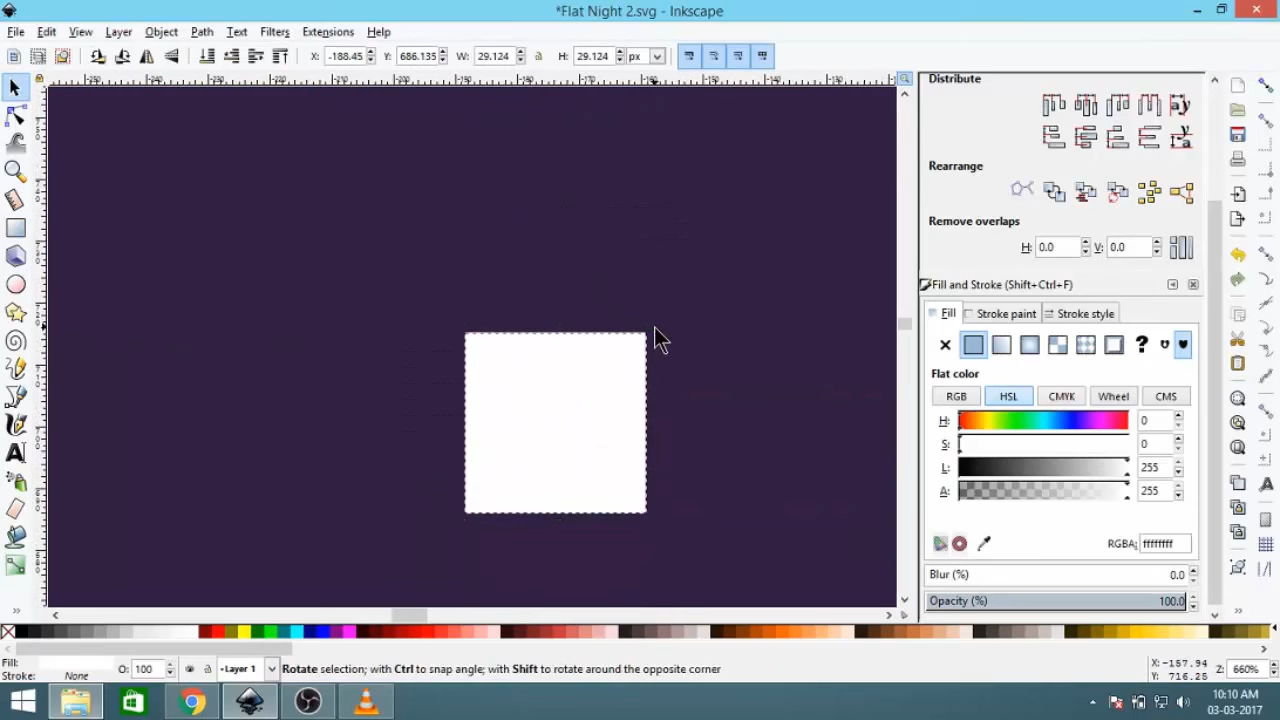 *Flat Night 2.svg - Inkscape
File Edit View Layer Object Path Text Filters Extensions Help
X: -188.45 Y: 686.135 W: 29.124 H: 29.124 px
Distribute
Rearrange
Remove overlaps
H: 0.0 V: 0.0
Fill and Stroke (Shift+Ctrl+F)
Fill Stroke paint Stroke style
Flat color
RGB HSL CMYK Wheel CMS
H: 0
S: 0
L: 255
A: 255
RGBA: ffffffff
Blur (%) 0.0
Opacity (%) 100.0
Fill:
Stroke: None
O: 100
Layer 1
Rotate selection; with Ctrl to snap angle; with Shift to rotate around the opposite corner
X: -157.94
Y: 716.25
Z: 660%
10:10 AM
03-03-2017